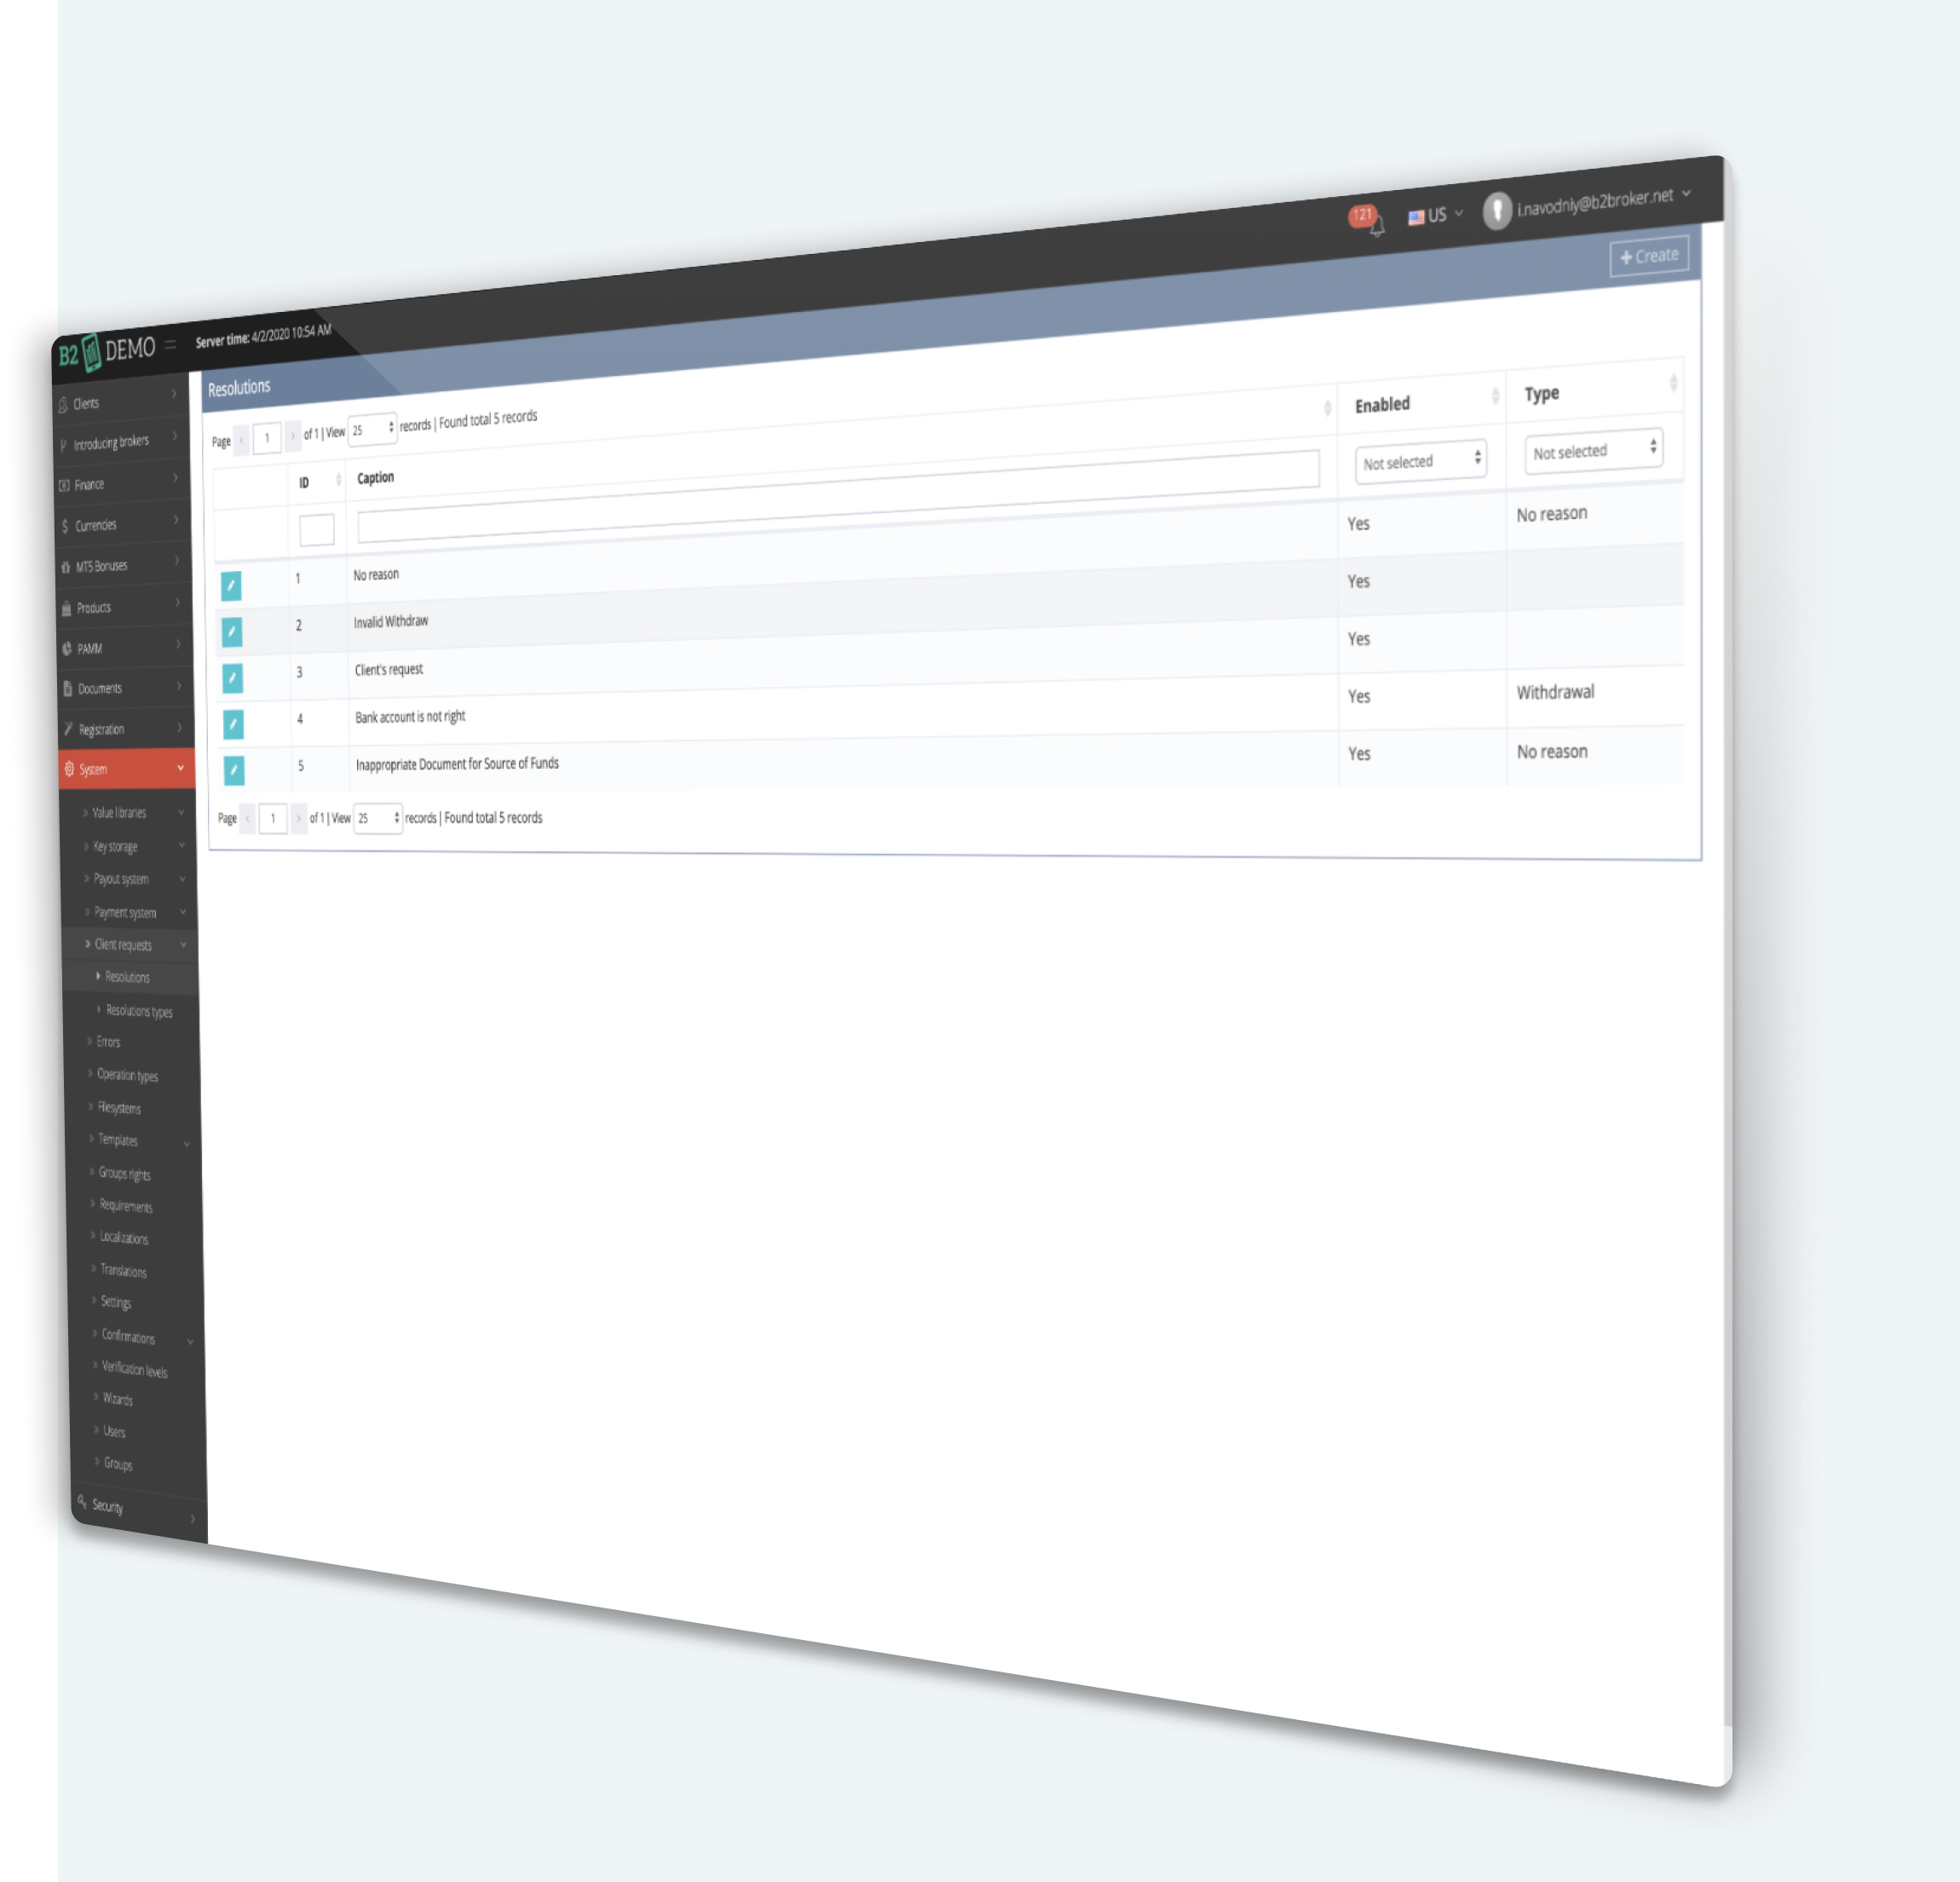 B2 DEMO
Server time: 4/2/2020 10:54 AM
121
US
i.navodniy@b2broker.net
Clients
Introducing brokers
Finance
Currencies
MT5 Bonuses
Products
PAMM
Documents
Registration
System
» Value libraries
» Key storage
» Payout system
» Payment system
» Client requests
Resolutions
Resolutions types
» Errors
» Operation types
» Filesystems
» Templates
» Groups rights
» Requirements
» Localizations
» Translations
» Settings
» Confirmations
» Verification levels
» Wizards
» Users
» Groups
Security
Resolutions
+ Create
Page < 1 > of 1 | View 25 records | Found total 5 records
ID Caption Enabled Type
Not selected Not selected
1 No reason Yes No reason
2 Invalid Withdraw Yes
3 Client's request Yes
4 Bank account is not right Yes Withdrawal
5 Inappropriate Document for Source of Funds Yes No reason
Page < 1 > of 1 | View 25 records | Found total 5 records